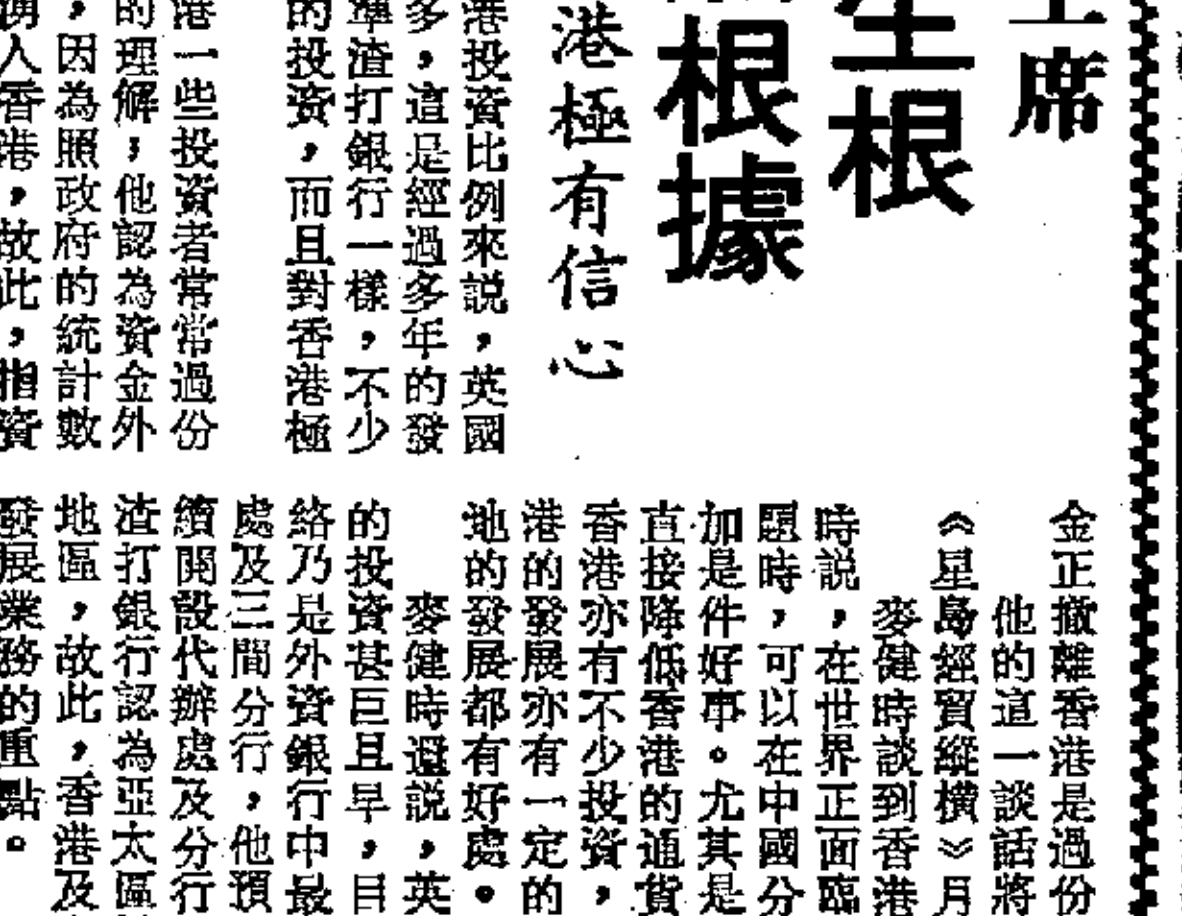 席
生根
根據
港極有信心
港投資比例來説，英國
多，這是經過多年的發
準渣打銀行一樣，不少
的投資，而且對香港極
港一些投資者常常過份
的理解，他認為資金外
，因為照政府的統計數
湧入香港，故此，指資
金正撤離香港是過份
他的這一談話將
《星島經貿縱橫》月
麥健時談到香港
時説，在世界正面臨
題時，可以在中國分
加是件好事。尤其是
直接降低香港的通貨
香港亦有不少投資，
港的發展亦有一定的
地的發展都有好處。
麥健時還説，英
的投資甚巨且早，目
絡乃是外資銀行中最
處及三間分行，他預
續開設代辦處及分行
渣打銀行認為亞太區
地區，故此，香港及
發展業務的重點。